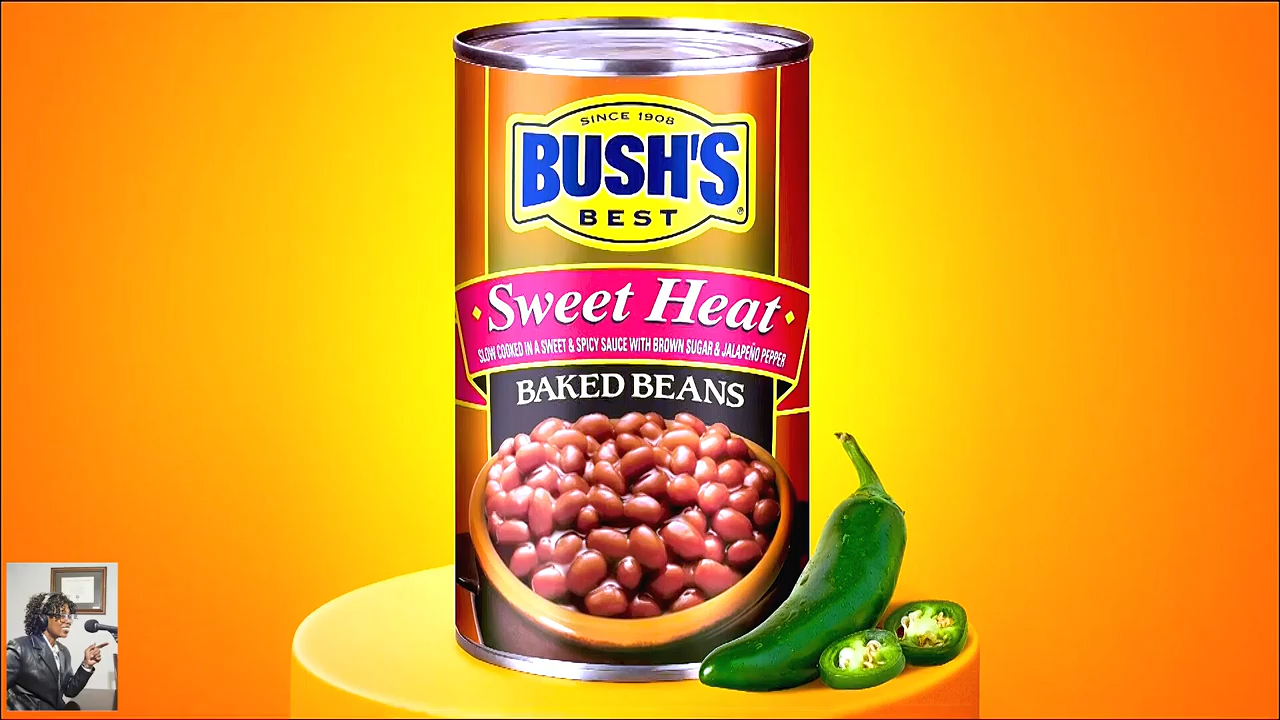 SINCE 1908
BUSH'S
BEST
Sweet Heat
SLOW COOKED IN A SWEET & SPICY SAUCE WITH BROWN SUGAR & JALAPEÑO PEPPER
BAKED BEANS